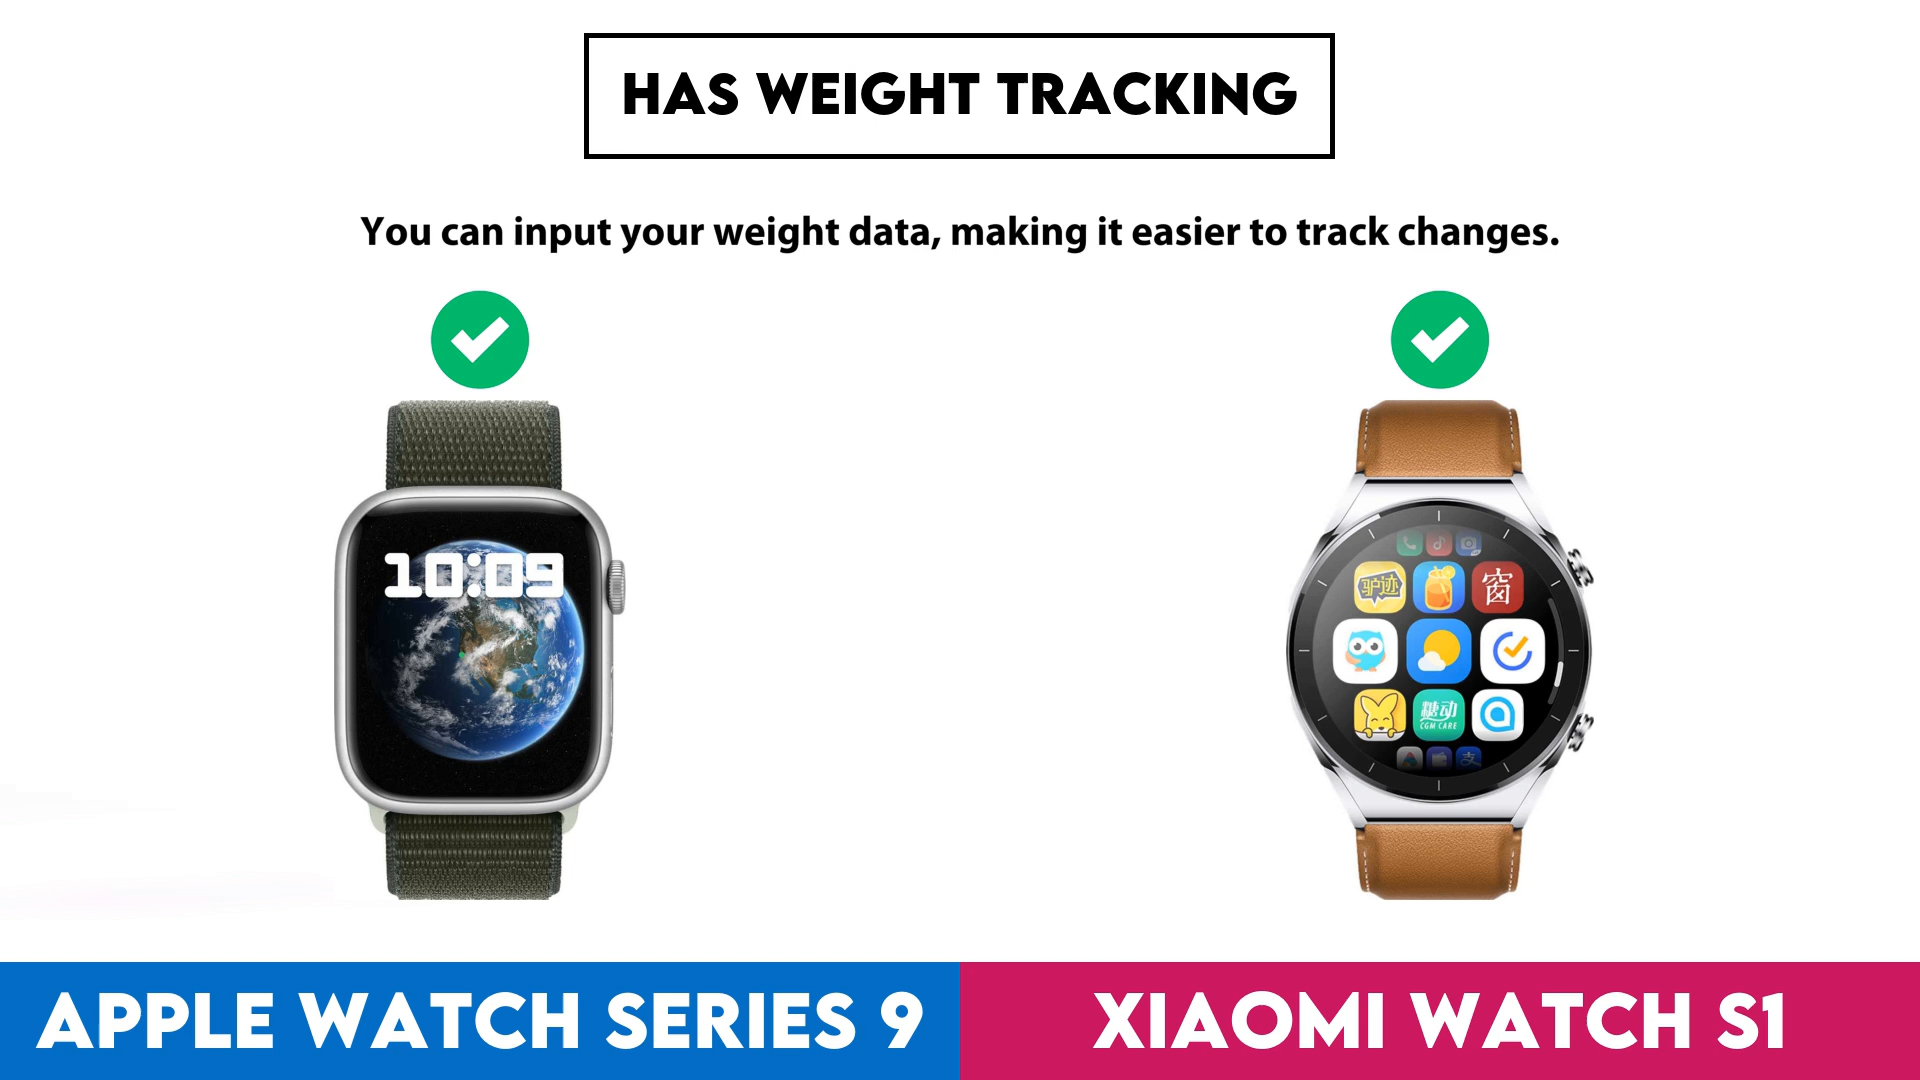 HAS WEIGHT TRACKING
You can input your weight data, making it easier to track changes.
10:09
驴迹
窗
糖动
CGM CARE
支
APPLE WATCH SERIES 9
XIAOMI WATCH S1